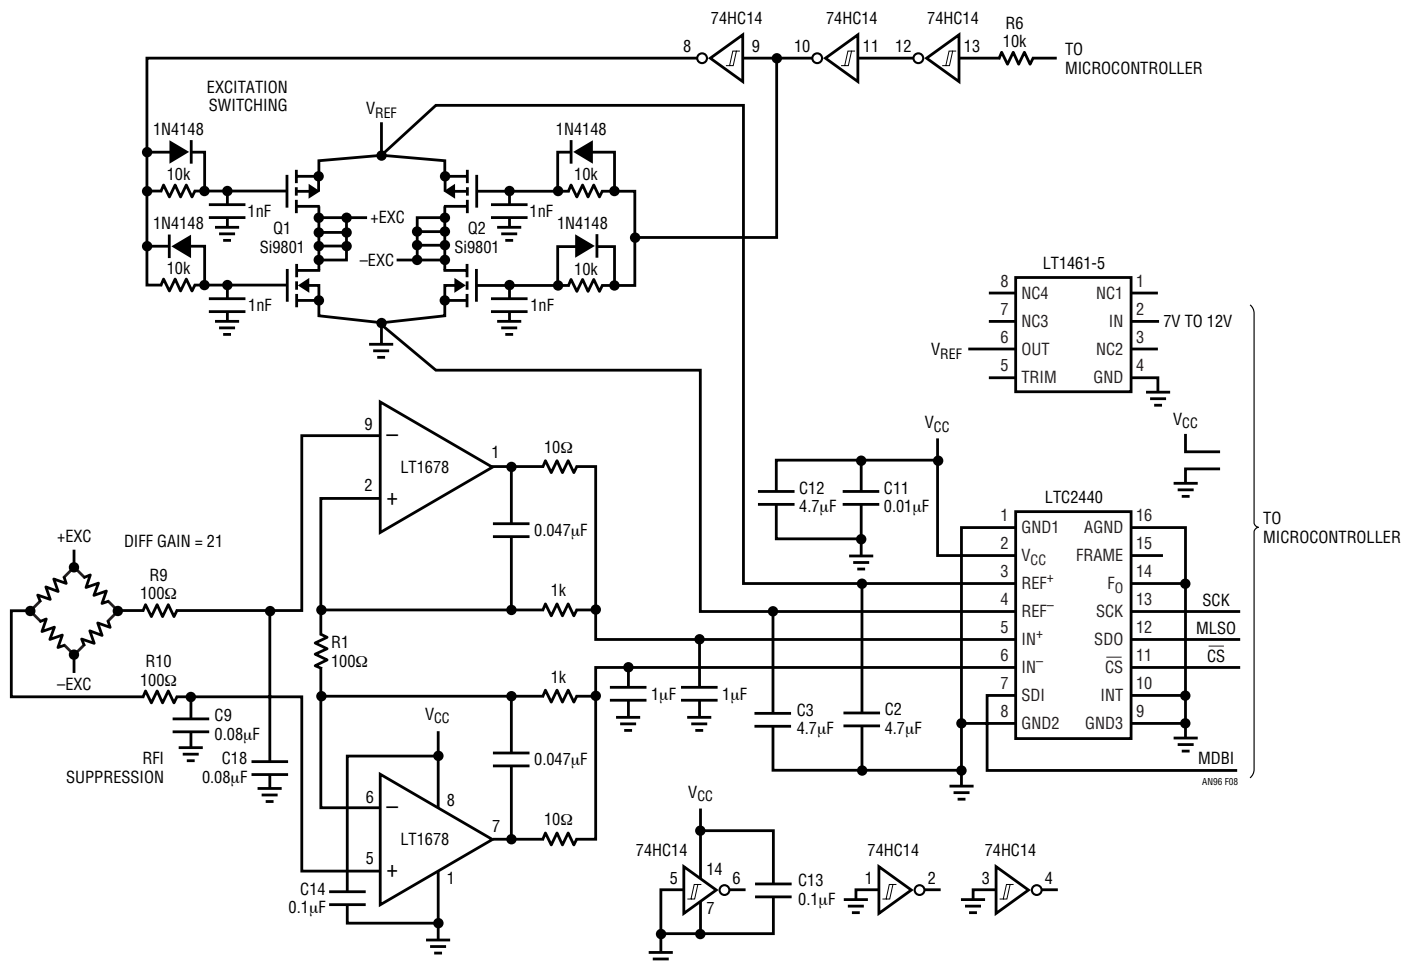 74HC14
74HC14
74HC14
R6
10k
8
9
10
11
12
13
TO
MICROCONTROLLER
EXCITATION
SWITCHING
VREF
1N4148
10k
1nF
1N4148
10k
1nF
Q1
Si9801
+EXC
–EXC
Q2
Si9801
1N4148
10k
1nF
1N4148
10k
1nF
LT1461-5
8
NC4
NC1
1
7
NC3
IN
2
7V TO 12V
VREF
6
OUT
NC2
3
5
TRIM
GND
4
VCC
9
–
LT1678
1
2
+
10Ω
0.047µF
1k
VCC
C12
4.7µF
C11
0.01µF
LTC2440
1
GND1
AGND
16
2
VCC
FRAME
15
3
REF+
FO
14
4
REF–
SCK
13
SCK
5
IN+
SDO
12
MLSO
6
IN–
CS
11
CS
7
SDI
INT
10
8
GND2
GND3
9
MDBI
AN96 F08
TO
MICROCONTROLLER
+EXC
DIFF GAIN = 21
R9
100Ω
R1
100Ω
R10
100Ω
–EXC
C9
0.08µF
RFI
SUPPRESSION
C18
0.08µF
1k
1µF
1µF
C3
4.7µF
C2
4.7µF
VCC
0.047µF
6
–
8
LT1678
7
10Ω
5
+
1
C14
0.1µF
VCC
74HC14
5
14
6
7
C13
0.1µF
74HC14
1
2
74HC14
3
4